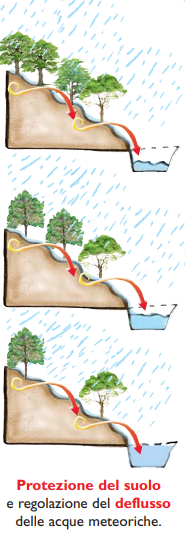 Protezione del suolo
e regolazione del deflusso
delle acque meteoriche.